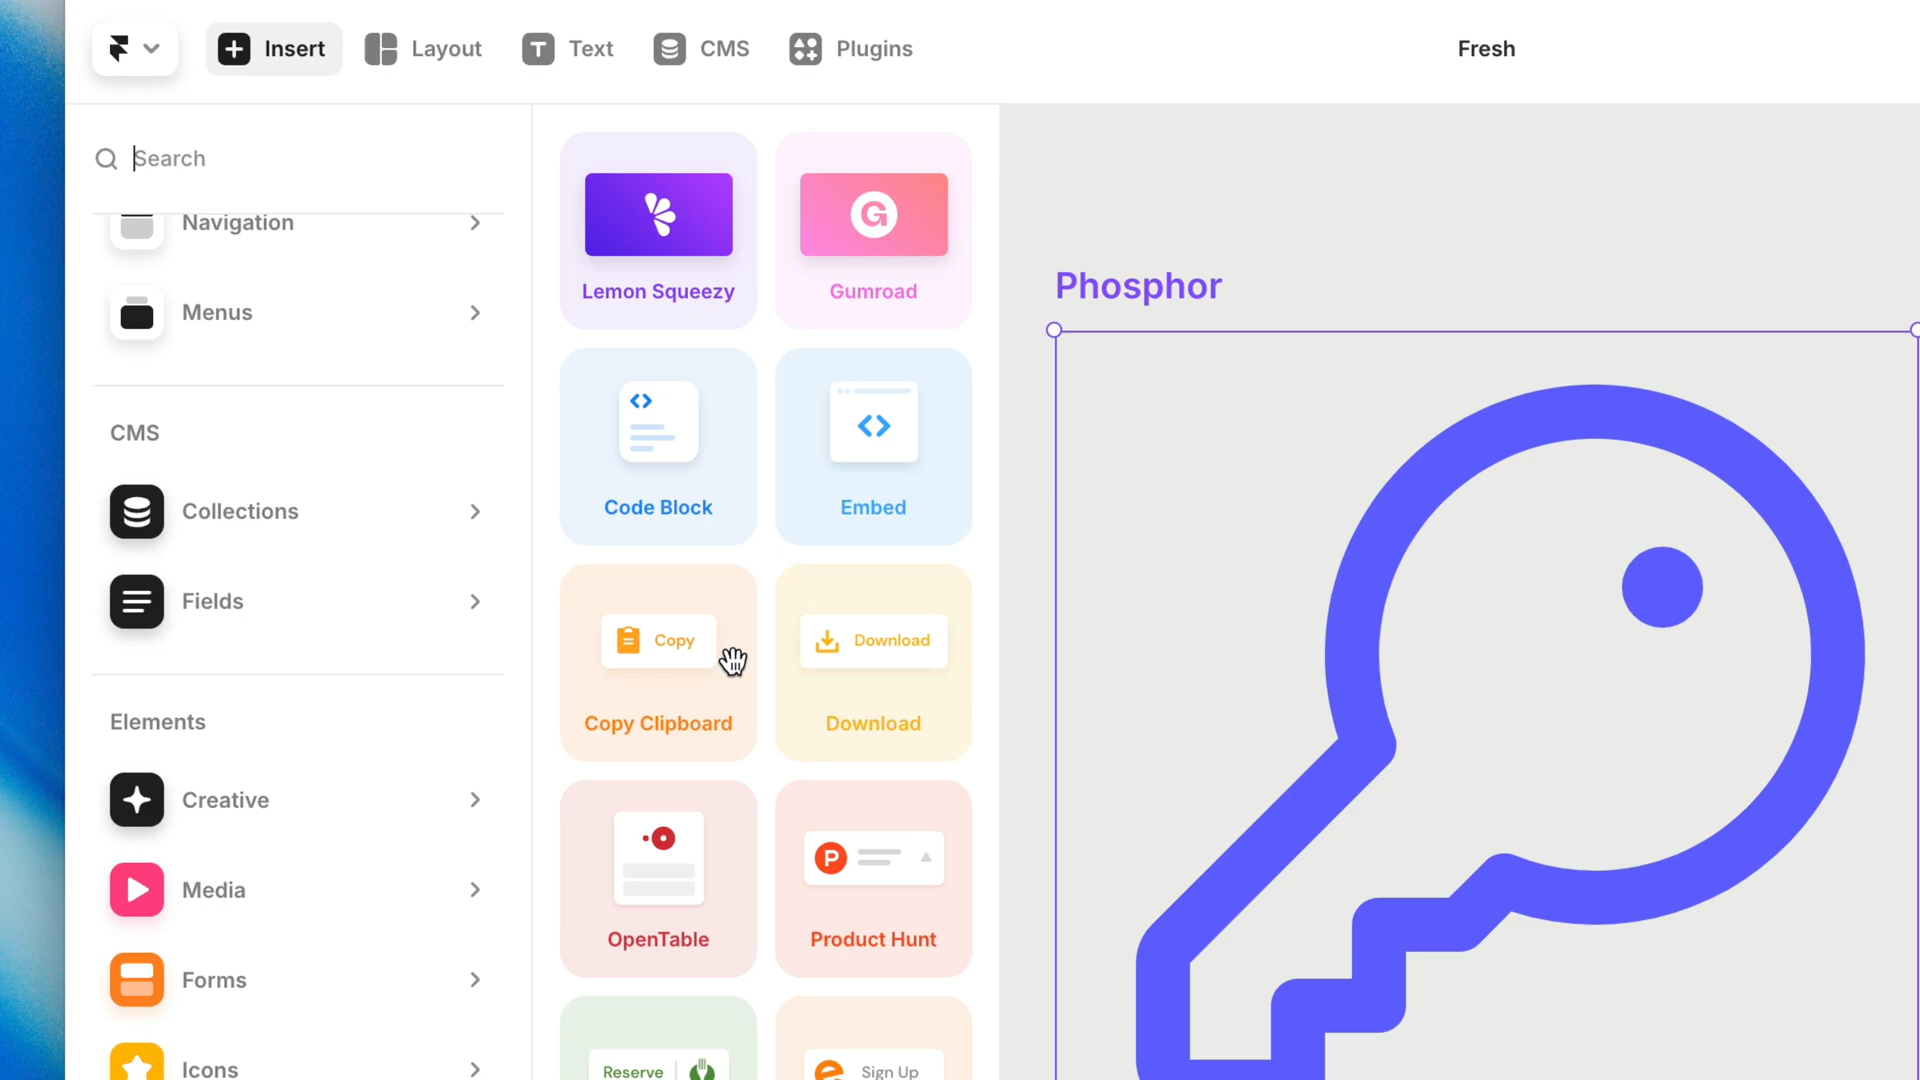 Insert
Layout
Text
CMS
Plugins
Fresh
Search
Navigation
Menus
CMS
Collections
Fields
Elements
Creative
Media
Forms
Icons
Lemon Squeezy
G
Gumroad
Code Block
Embed
Copy
Copy Clipboard
Download
Download
OpenTable
P
Product Hunt
Reserve
Sign Up
Phosphor